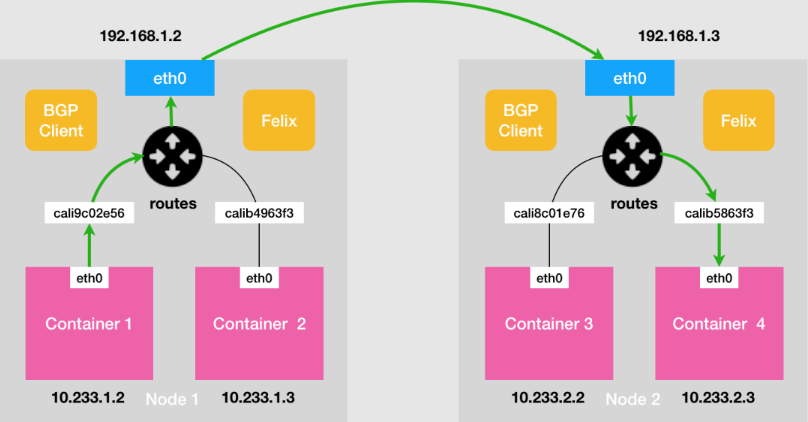 192.168.1.2
192.168.1.3
eth0
eth0
BGP
Client
Felix
BGP
Client
Felix
routes
routes
cali9c02e56
calib4963f3
cali8c01e76
calib5863f3
eth0
eth0
eth0
eth0
Container 1
Container 2
Container 3
Container 4
10.233.1.2
Node 1
10.233.1.3
10.233.2.2
Node 2
10.233.2.3